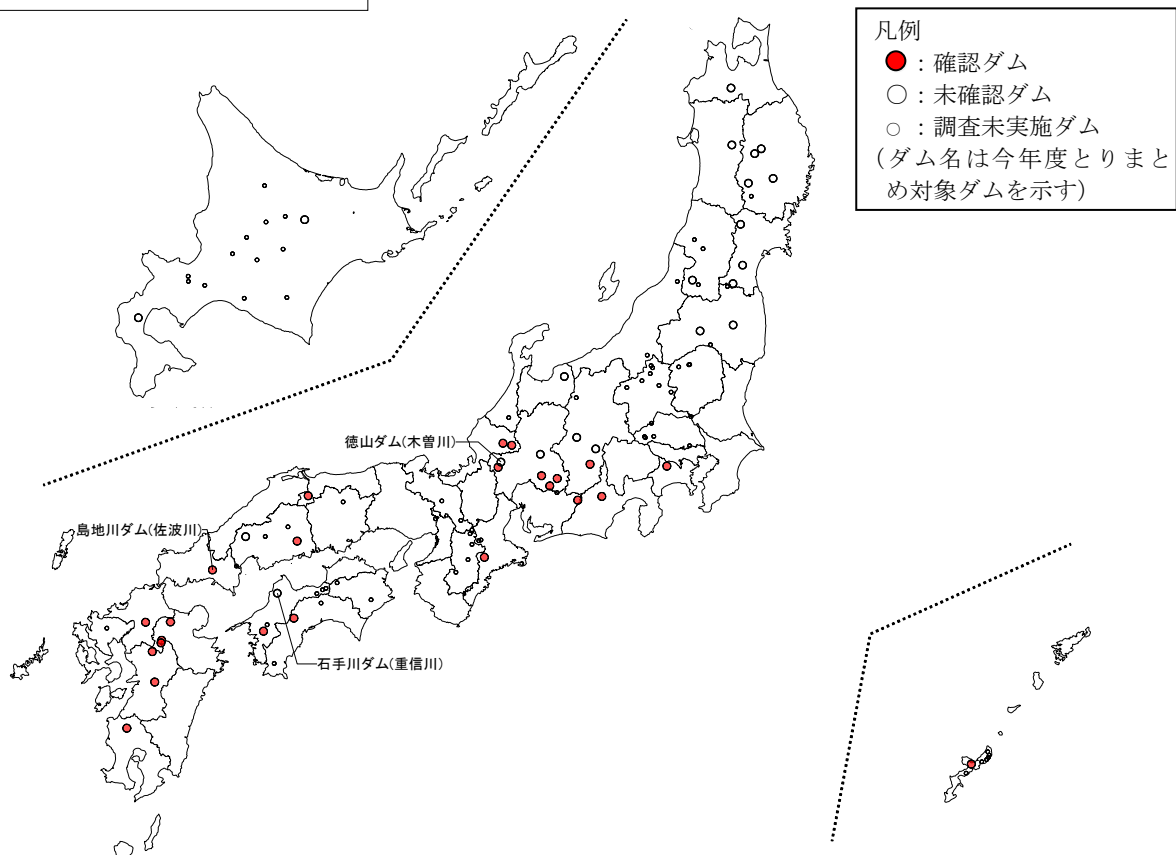 凡例
●：確認ダム
○：未確認ダム
○：調査未実施ダム
(ダム名は今年度とりまと
め対象ダムを示す)
徳山ダム(木曽川)
島地川ダム(佐波川)
石手川ダム(重信川)